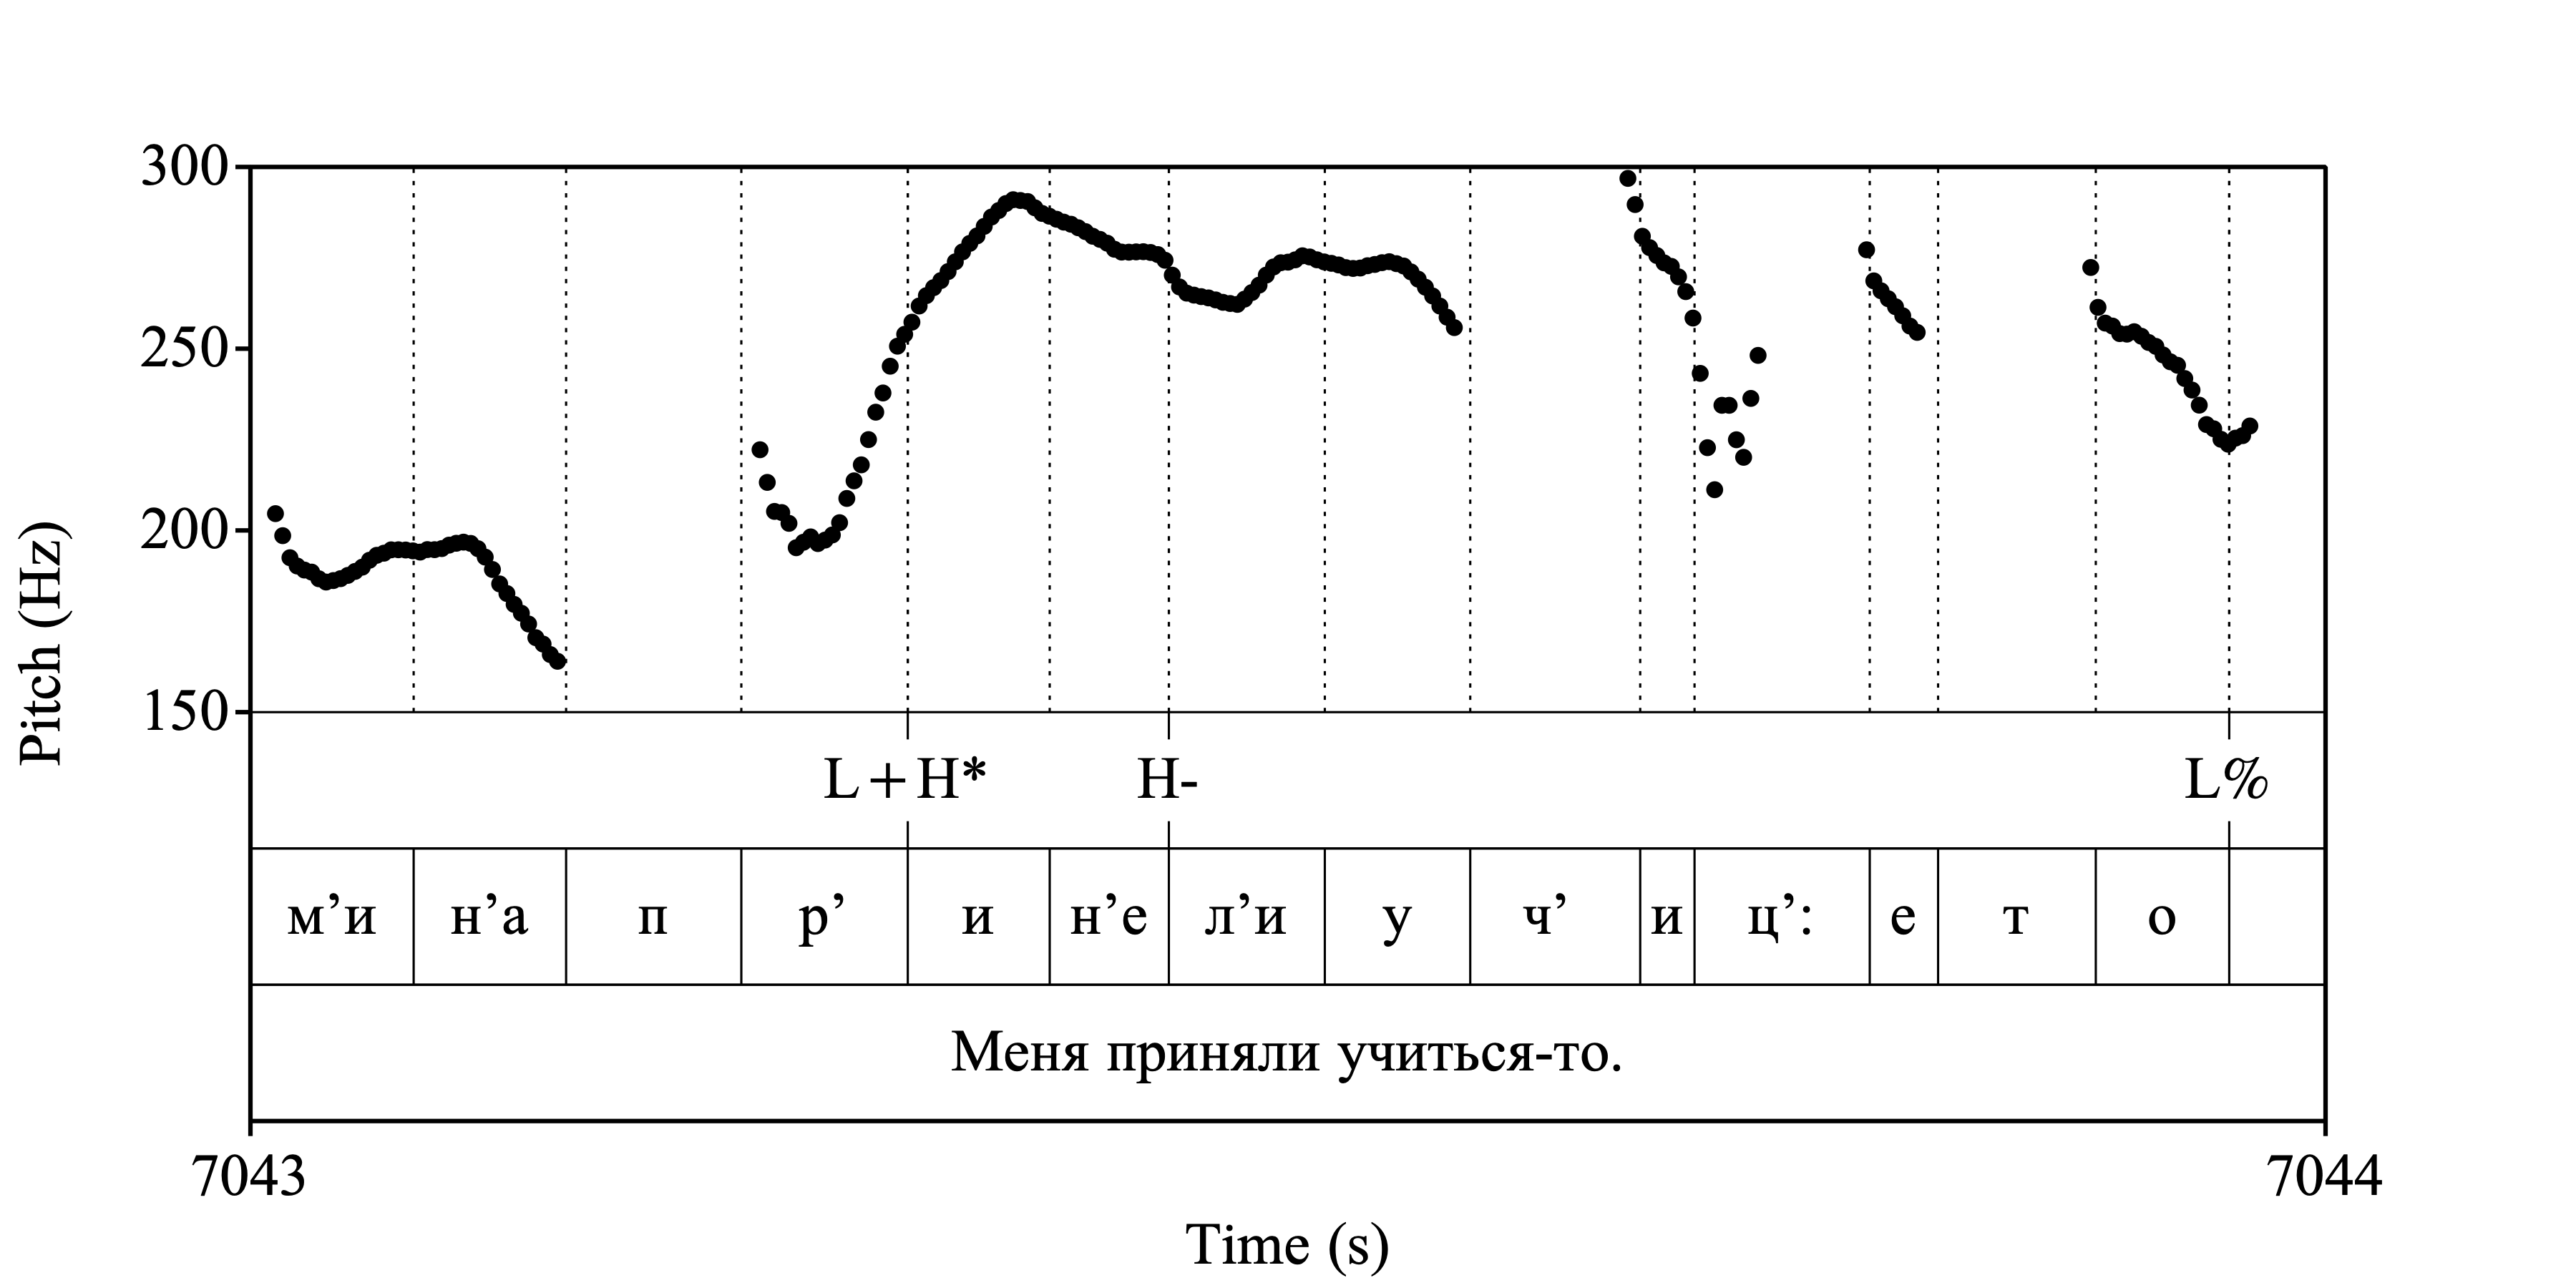 300
250
200
150
Pitch (Hz)
L+H* H- L%
м’и н’а п р’ и н’е л’и у ч’ и ц’: е т о
Меня приняли учиться-то.
7043 7044
Time (s)